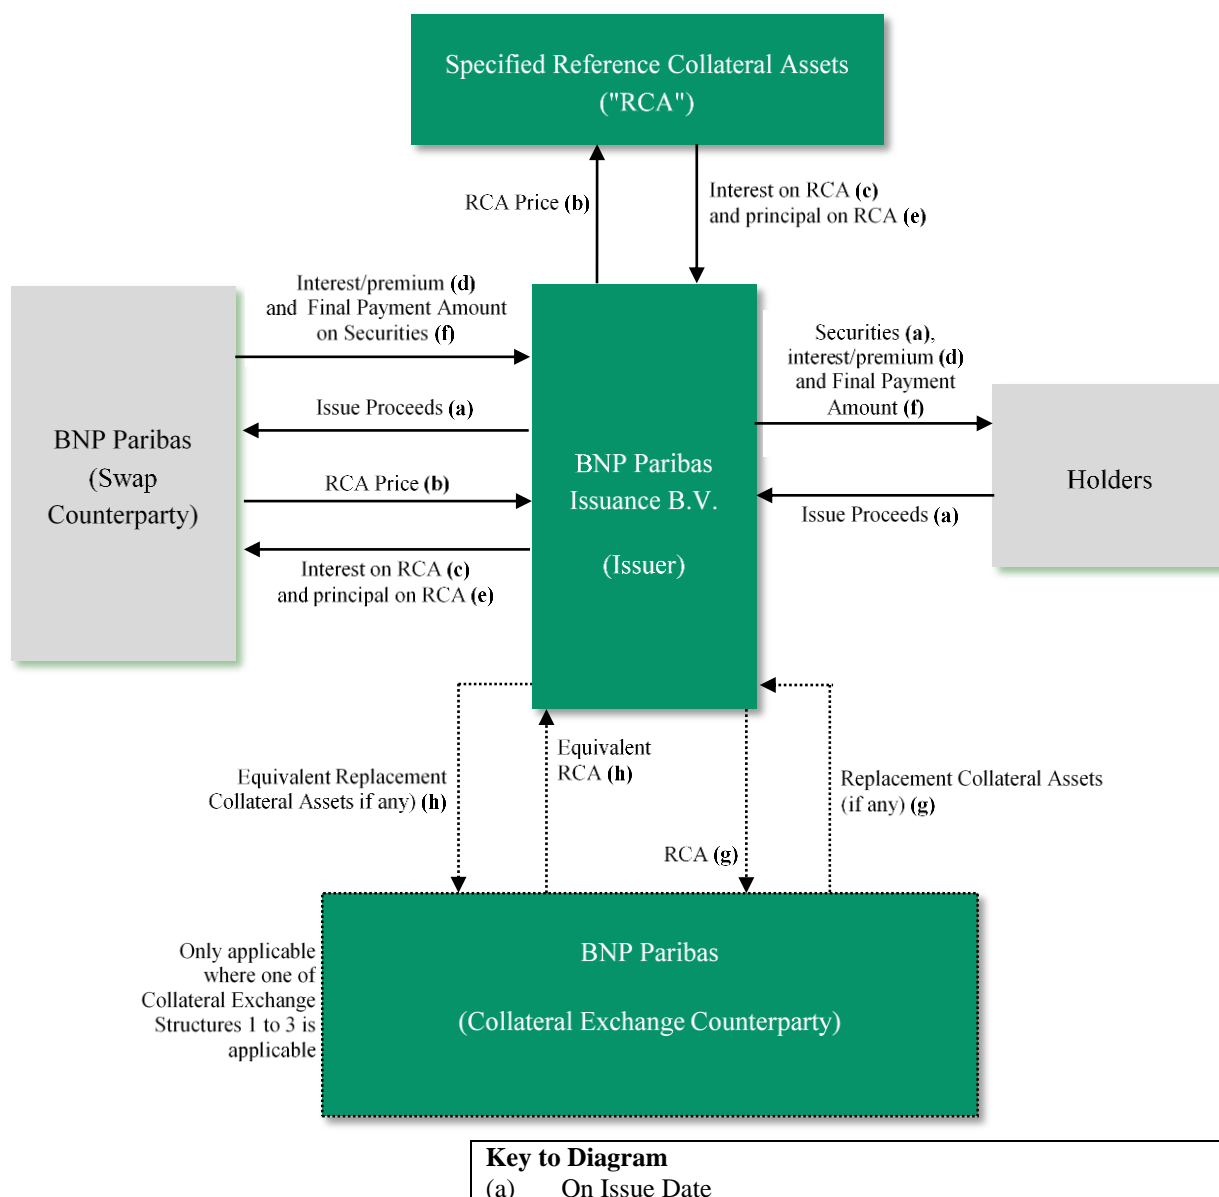 Specified Reference Collateral Assets
("RCA")
RCA Price (b)
Interest on RCA (c)
and principal on RCA (e)
Interest/premium (d)
and Final Payment Amount
on Securities (f)
Issue Proceeds (a)
RCA Price (b)
Interest on RCA (c)
and principal on RCA (e)
BNP Paribas
(Swap
Counterparty)
BNP Paribas
Issuance B.V.
(Issuer)
Securities (a),
interest/premium (d)
and Final Payment
Amount (f)
Issue Proceeds (a)
Holders
Equivalent Replacement
Collateral Assets if any) (h)
Equivalent
RCA (h)
RCA (g)
Replacement Collateral Assets
(if any) (g)
Only applicable
where one of
Collateral Exchange
Structures 1 to 3 is
applicable
BNP Paribas
(Collateral Exchange Counterparty)
Key to Diagram
(a) On Issue Date